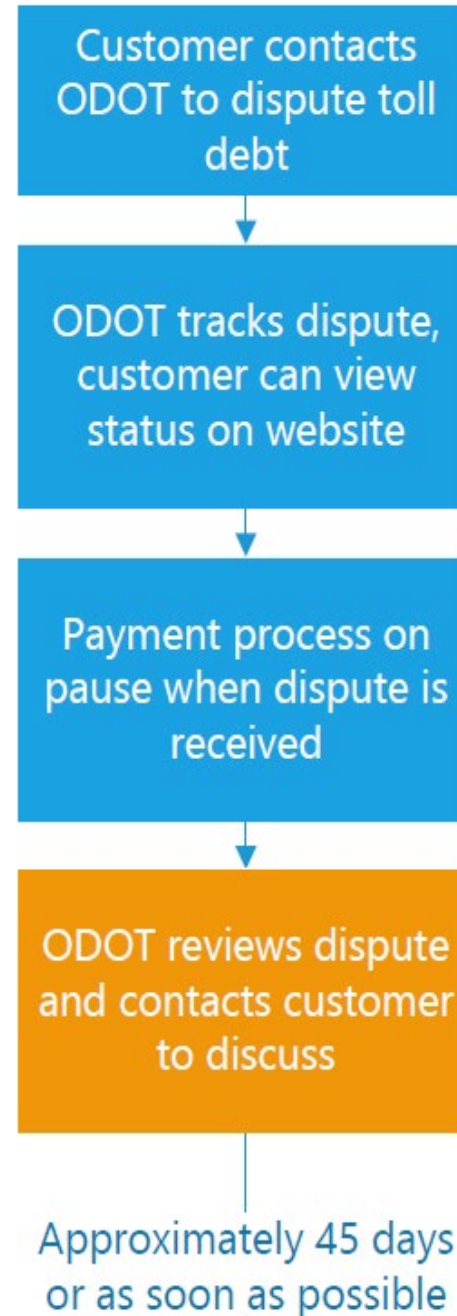 Customer contacts
ODOT to dispute toll
debt
ODOT tracks dispute,
customer can view
status on website
Payment process on
pause when dispute is
received
ODOT reviews dispute
and contacts customer
to discuss
Approximately 45 days
or as soon as possible